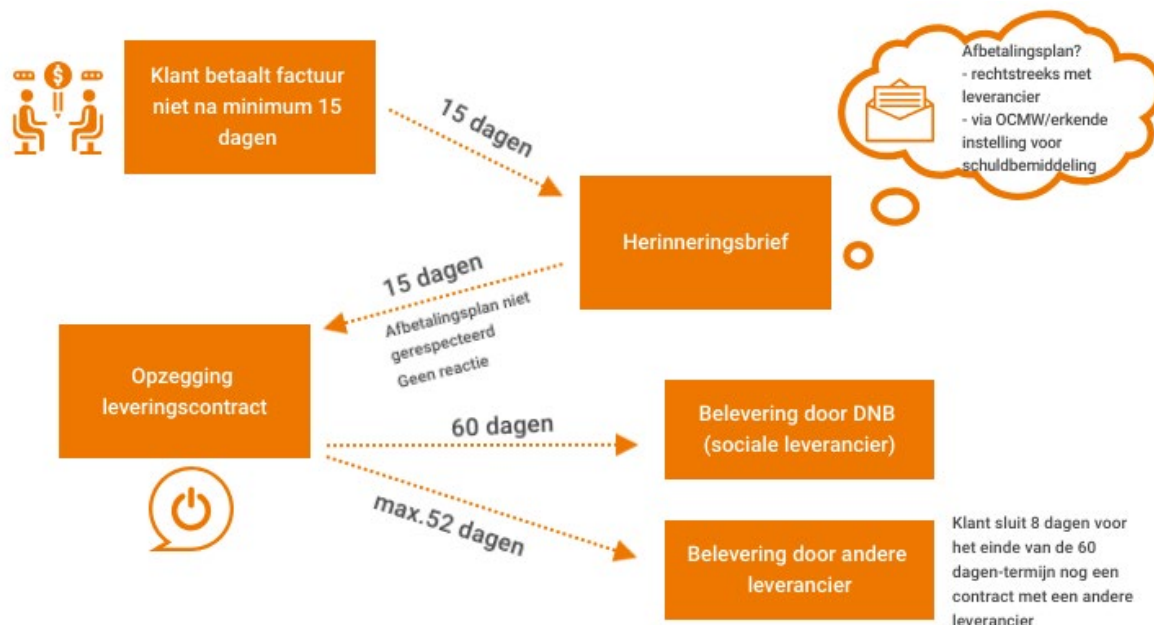 Klant betaalt factuur
niet na minimum 15
dagen
15 dagen
Afbetalingsplan?
- rechtstreeks met
leverancier
- via OCMW/erkende
instelling voor
schuldbemiddeling
Herinneringsbrief
15 dagen
Afbetalingsplan niet
gerespecteerd
Geen reactie
Opzegging
leveringscontract
60 dagen
Belevering door DNB
(sociale leverancier)
max.52 dagen
Belevering door andere
leverancier
Klant sluit 8 dagen voor
het einde van de 60
dagen-termijn nog een
contract met een andere
leverancier